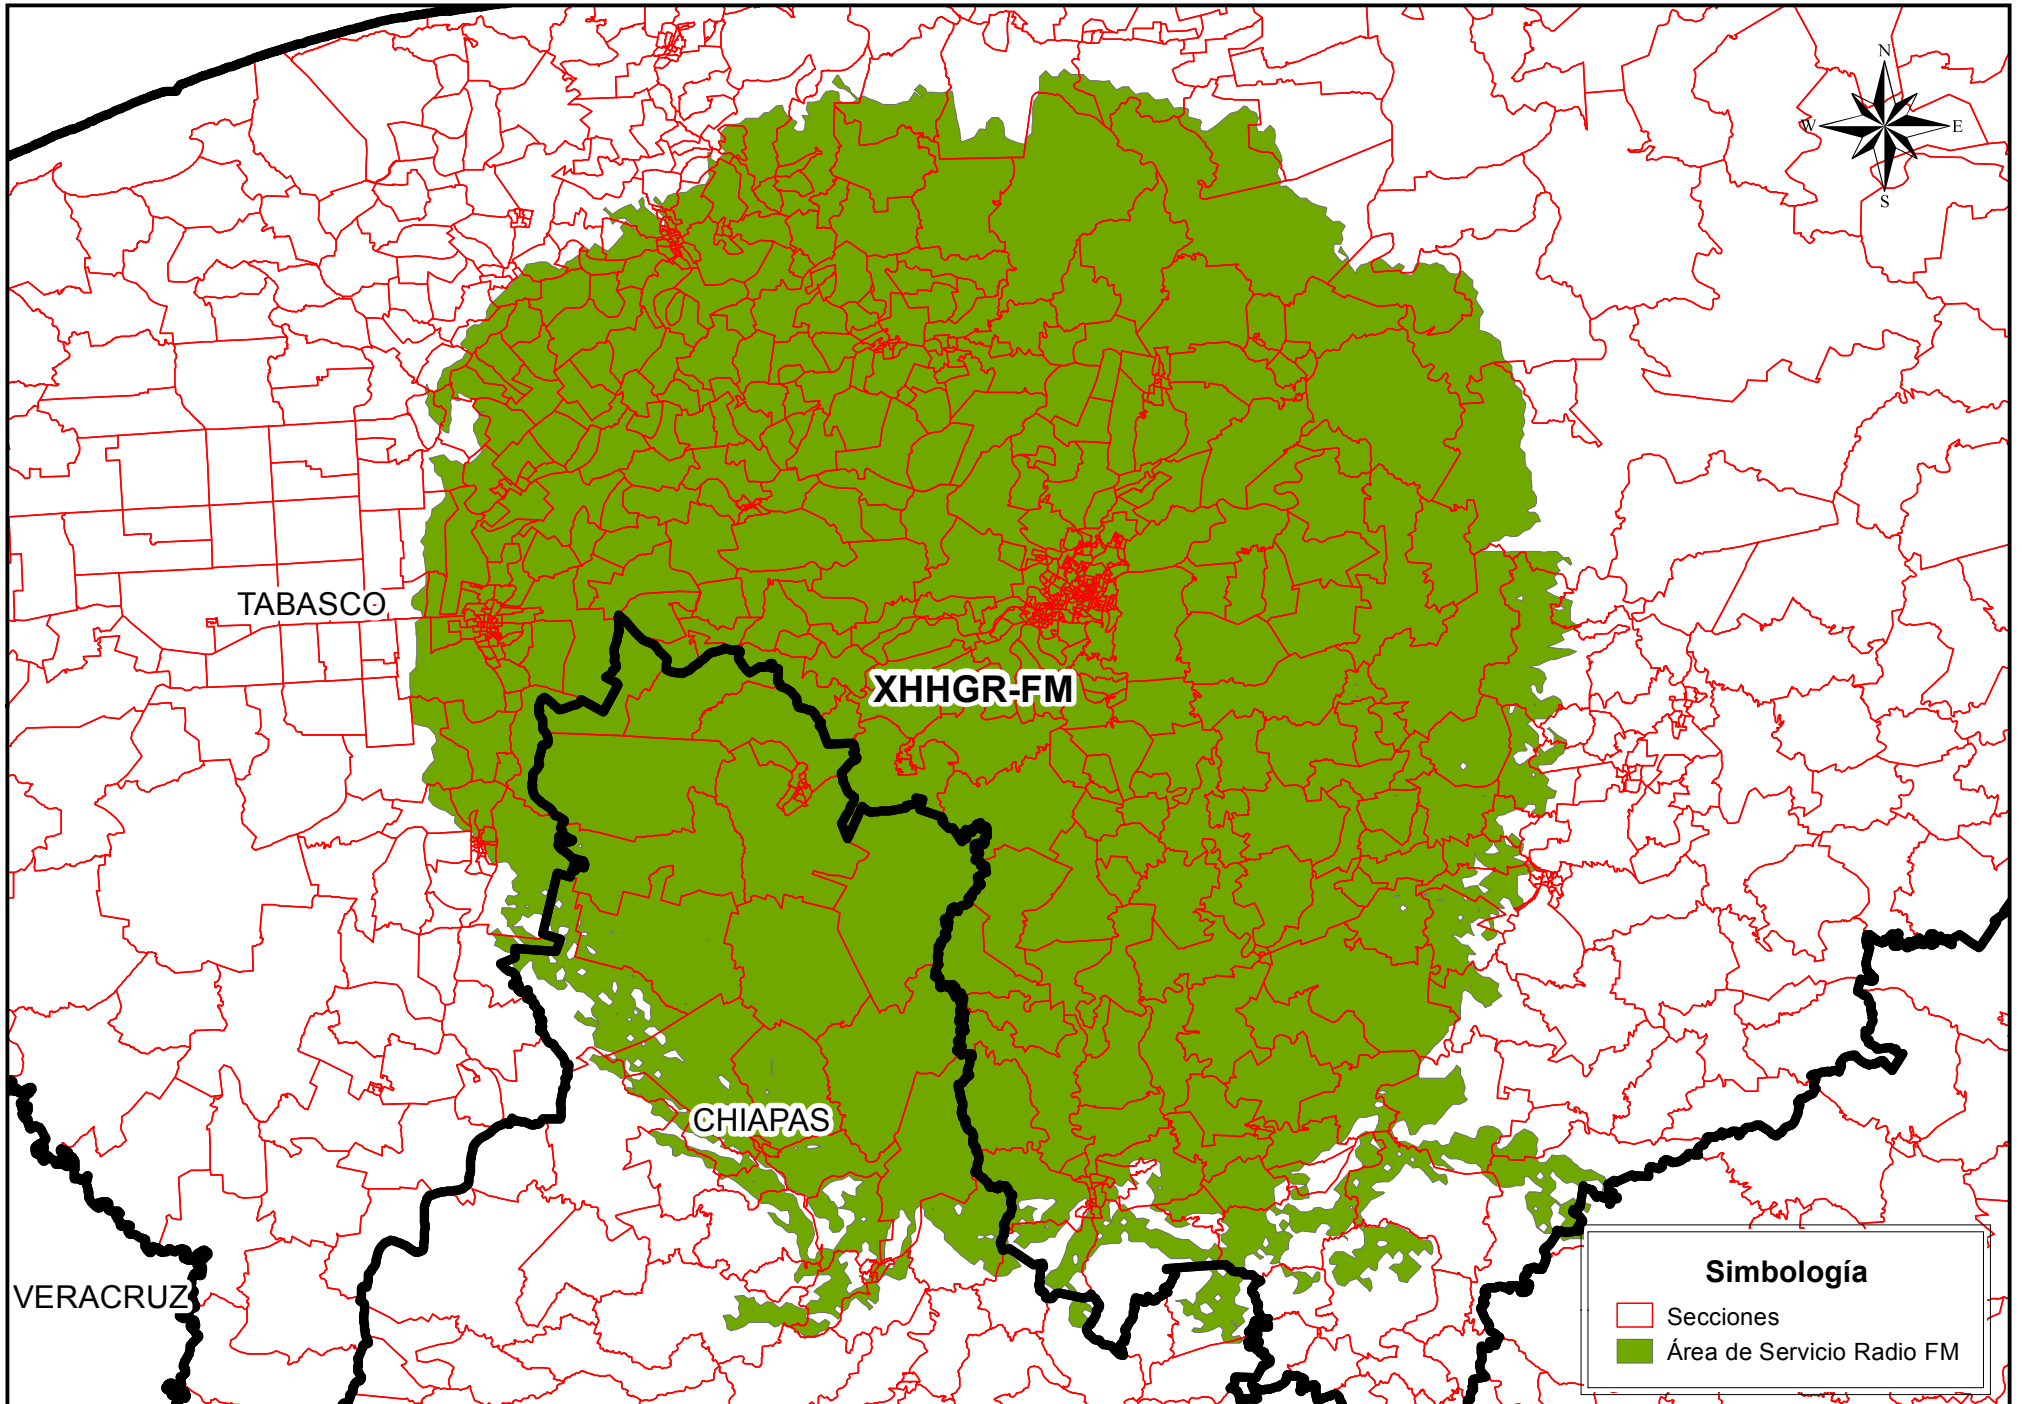 N
W E
S
TABASCO
XHHGR-FM
CHIAPAS
VERACRUZ
Simbología
Secciones
Área de Servicio Radio FM